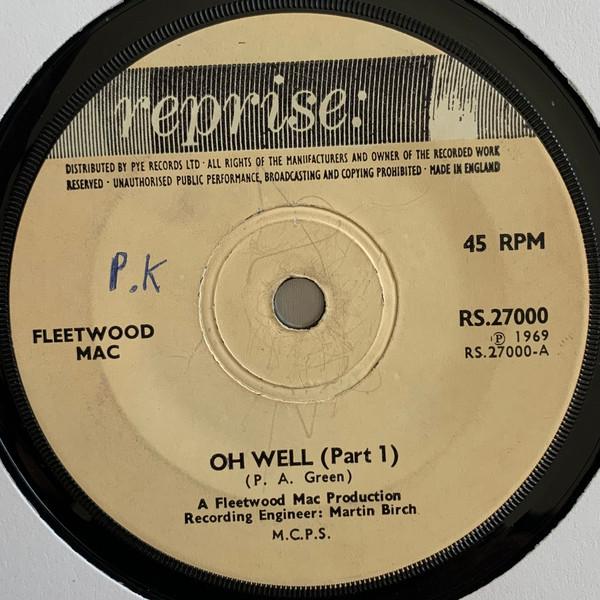 reprise:
DISTRIBUTED BY PYE RECORDS LTD · ALL RIGHTS OF THE MANUFACTURERS AND OWNER OF THE RECORDED WORK
RESERVED · UNAUTHORISED PUBLIC PERFORMANCE, BROADCASTING AND COPYING PROHIBITED · MADE IN ENGLAND
45 RPM
P.K
FLEETWOOD
MAC
RS.27000
℗ 1969
RS.27000-A
OH WELL (Part 1)
(P. A. Green)
A Fleetwood Mac Production
Recording Engineer: Martin Birch
M.C.P.S.